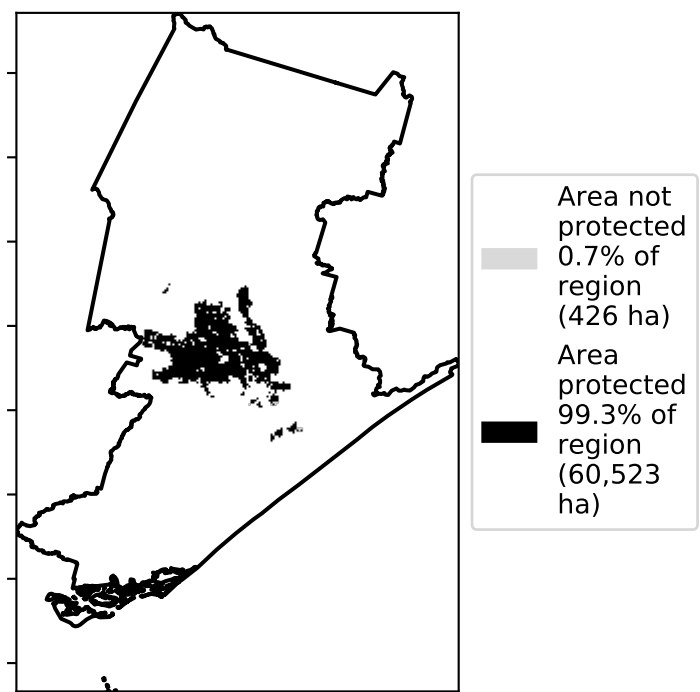 Area not
protected
0.7% of
region
(426 ha)
Area
protected
99.3% of
region
(60,523
ha)